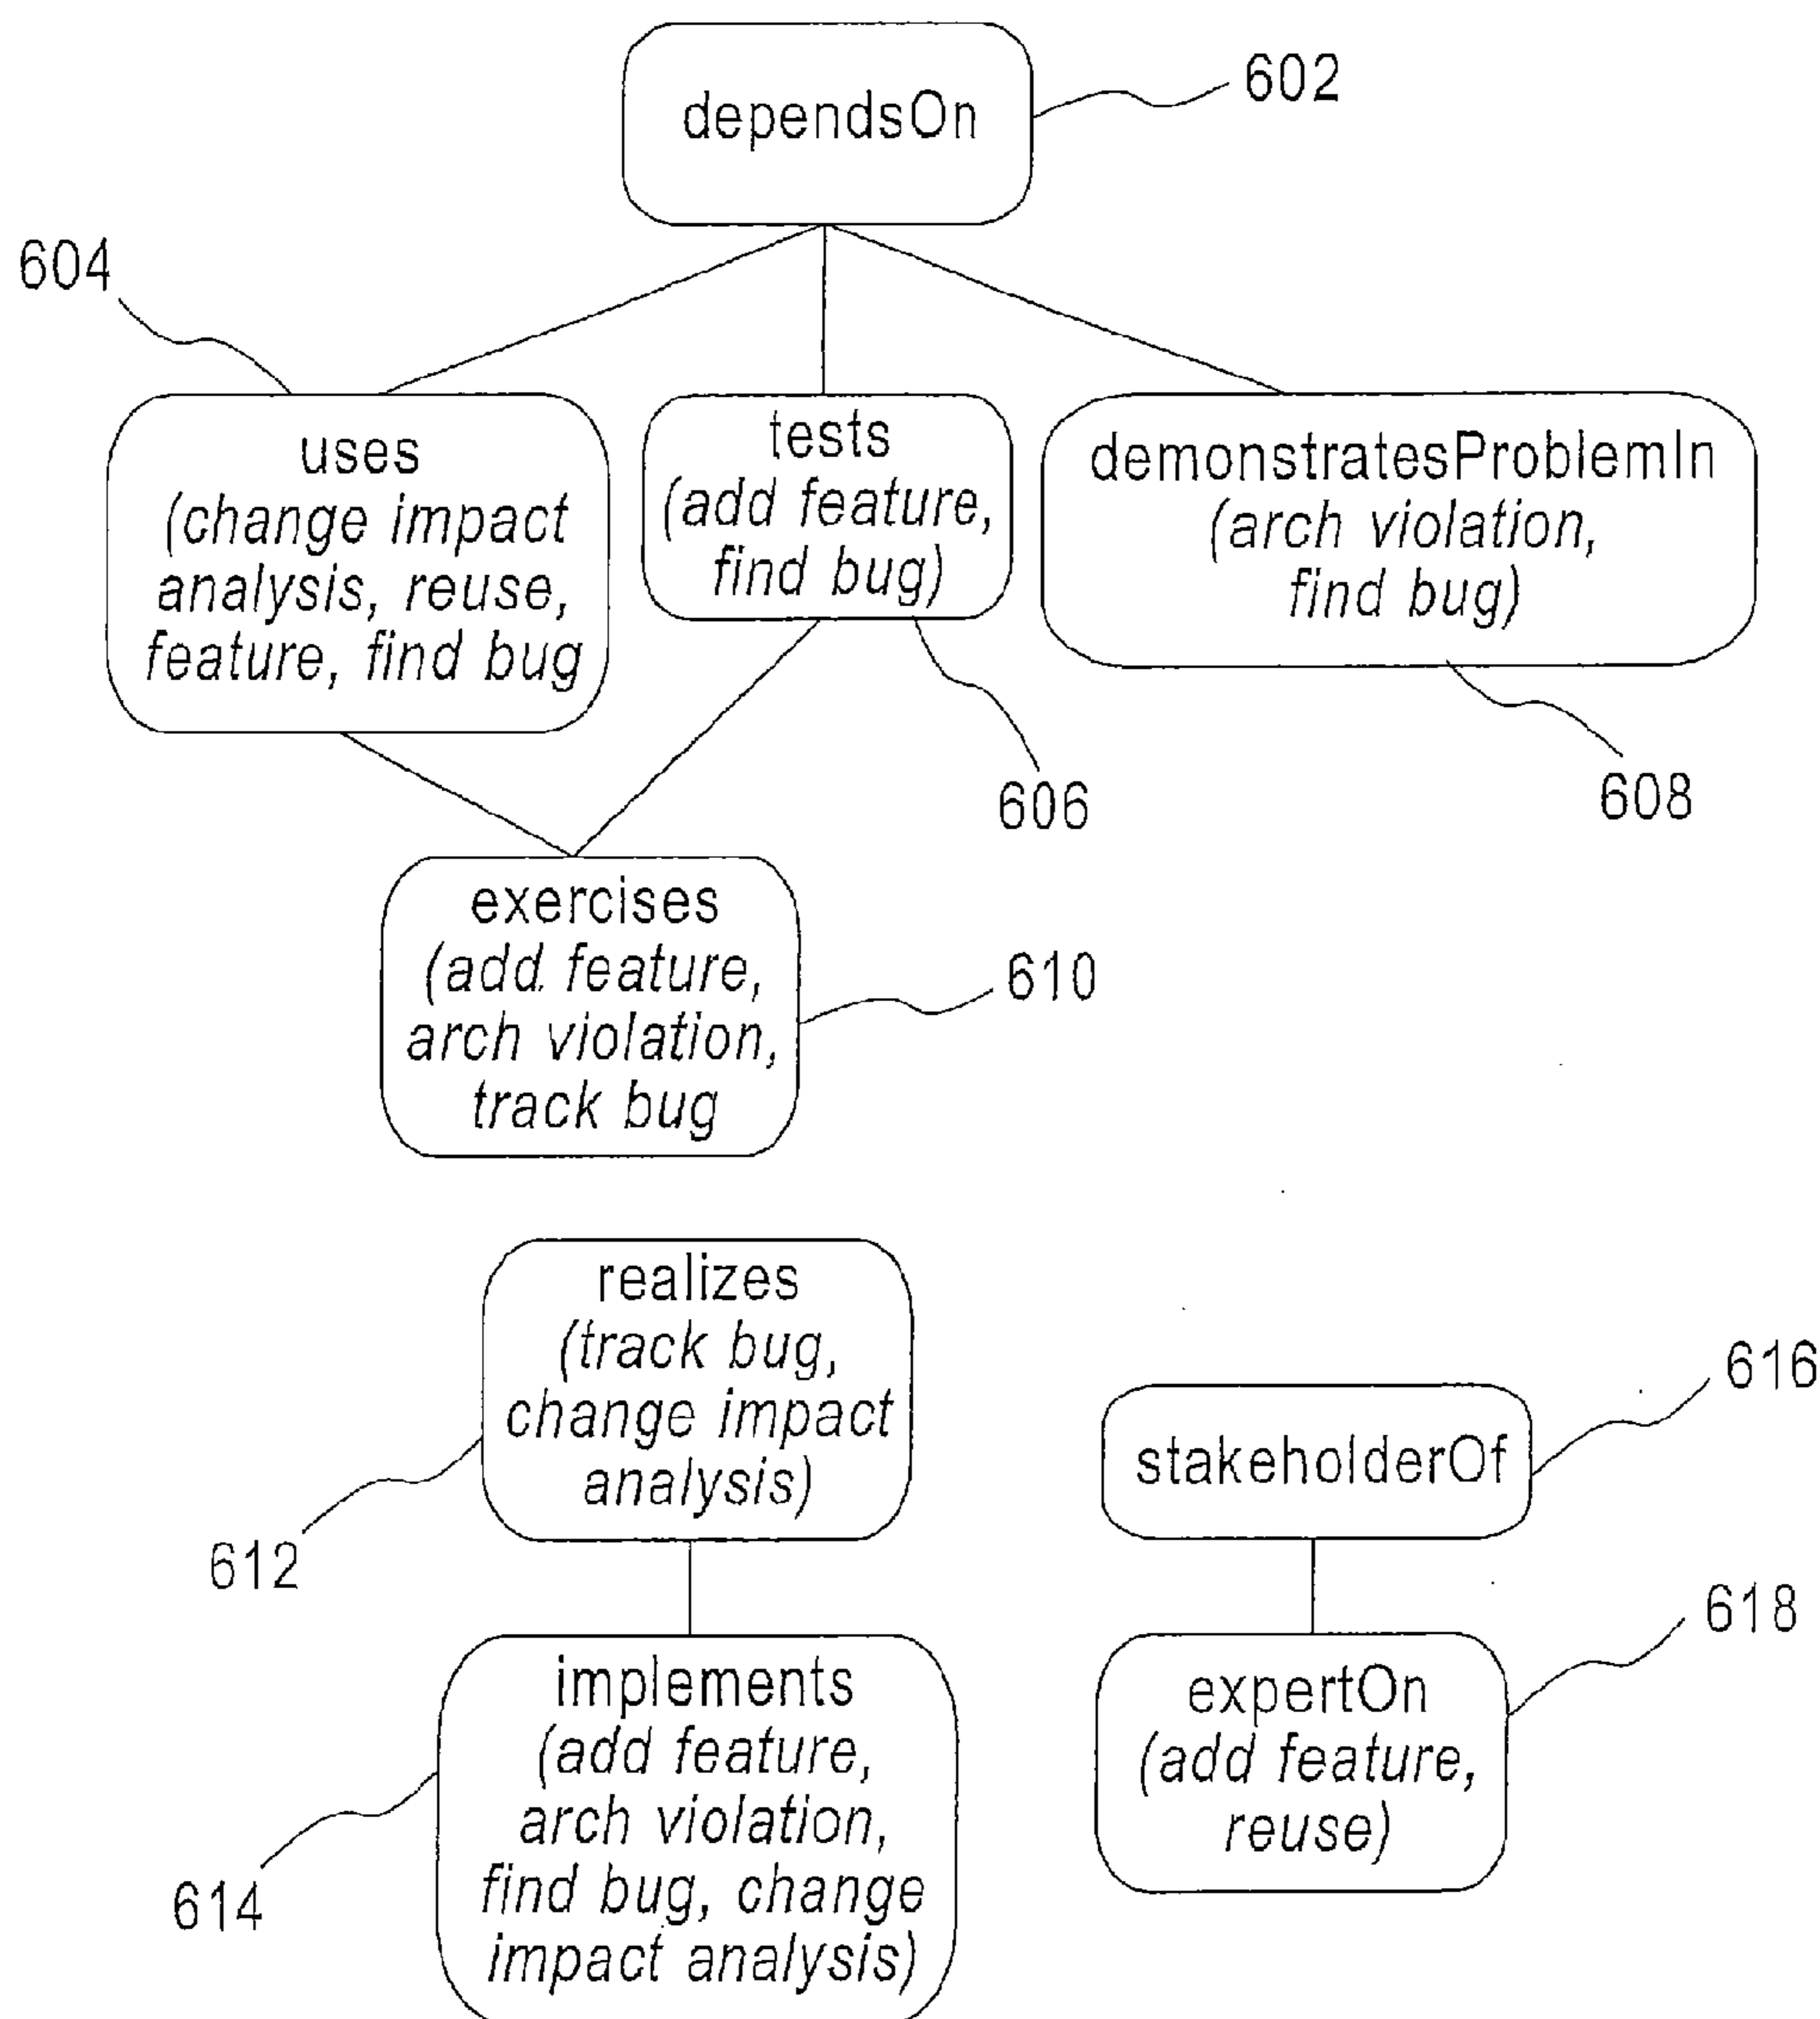 dependsOn
602
604
uses
(change impact
analysis, reuse,
feature, find bug
tests
(add feature,
find bug)
demonstratesProblemIn
(arch violation,
find bug)
606
608
exercises
(add feature,
arch violation,
track bug
610
realizes
(track bug,
change impact
analysis)
612
stakeholderOf
616
implements
(add feature,
arch violation,
find bug, change
impact analysis)
614
expertOn
(add feature,
reuse)
618